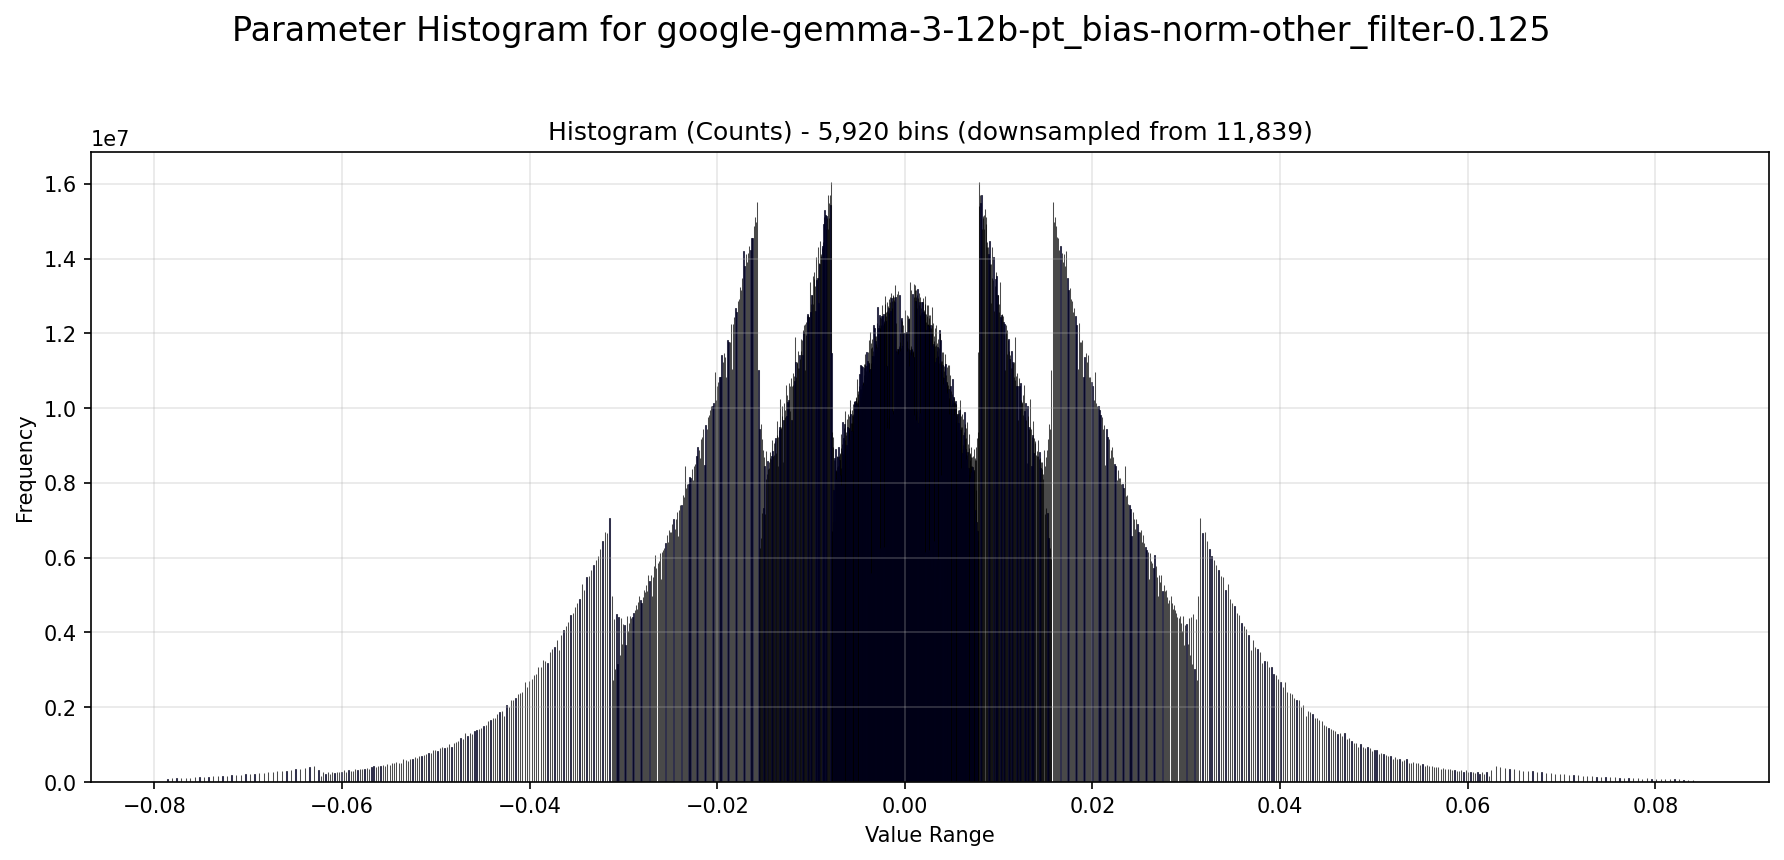 Parameter Histogram for google-gemma-3-12b-pt_bias-norm-other_filter-0.125
Histogram (Counts) - 5,920 bins (downsampled from 11,839)
1e7
1.6
1.4
1.2
1.0
0.8
0.6
0.4
0.2
0.0
Frequency
−0.08 −0.06 −0.04 −0.02 0.00 0.02 0.04 0.06 0.08
Value Range